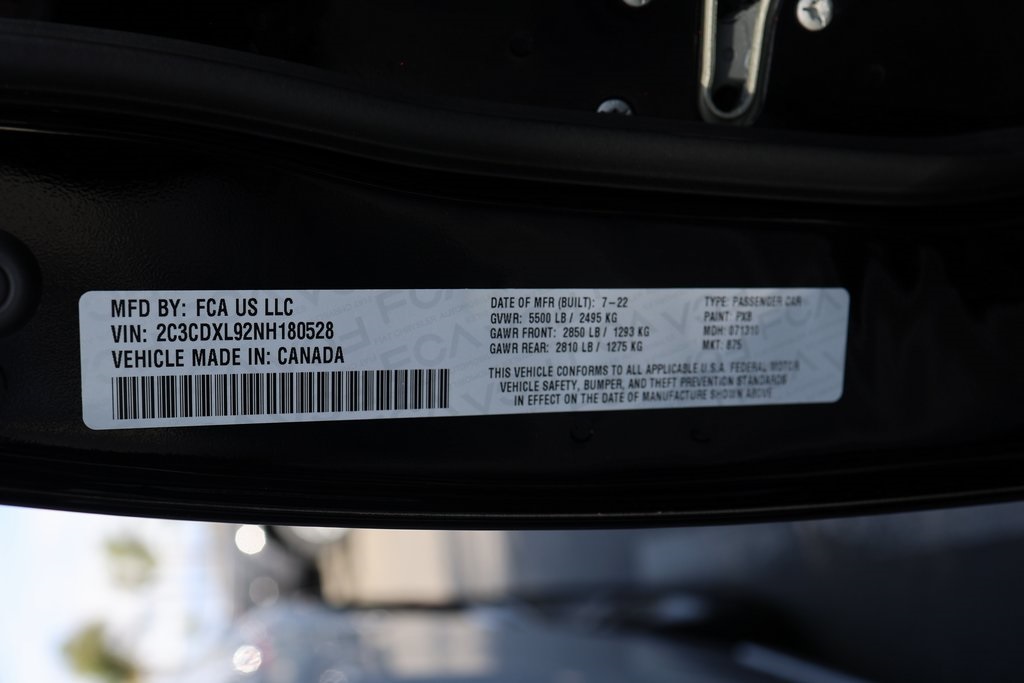 MFD BY: FCA US LLC
VIN: 2C3CDXL92NH180528
VEHICLE MADE IN: CANADA
DATE OF MFR (BUILT): 7-22
GVWR: 5500 LB / 2495 KG
GAWR FRONT: 2850 LB / 1293 KG
GAWR REAR: 2810 LB / 1275 KG
TYPE: PASSENGER CAR
PAINT: PX8
MDH: 071310
MKT: 875
THIS VEHICLE CONFORMS TO ALL APPLICABLE U.S.A. FEDERAL MOTOR
VEHICLE SAFETY, BUMPER, AND THEFT PREVENTION STANDARDS
IN EFFECT ON THE DATE OF MANUFACTURE SHOWN ABOVE